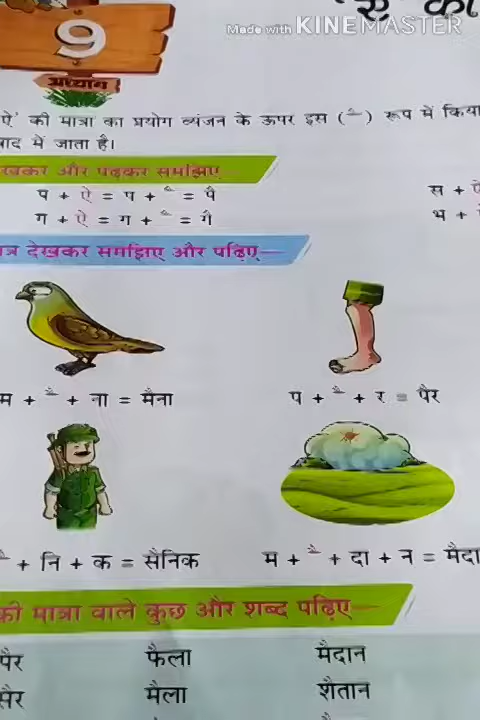 Made with KINEMASTER
9
अध्याय
ऐ' की मात्रा का प्रयोग व्यंजन के ऊपर इस ( ै ) रूप में किया
बाद में जाता है।
देखकर और पढ़कर समझिए
प + ऐ = प + ै = पै
स + ऐ
ग + ऐ = ग + ै = गै
भ +
देखकर समझिए और पढ़िए—
म + ै + ना = मैना
प + ै + र = पैर
ै + नि + क = सैनिक
म + ै + दा + न = मैदा
की मात्रा वाले कुछ और शब्द पढ़िए—
पैर फैला मैदान
सैर मैला शैतान